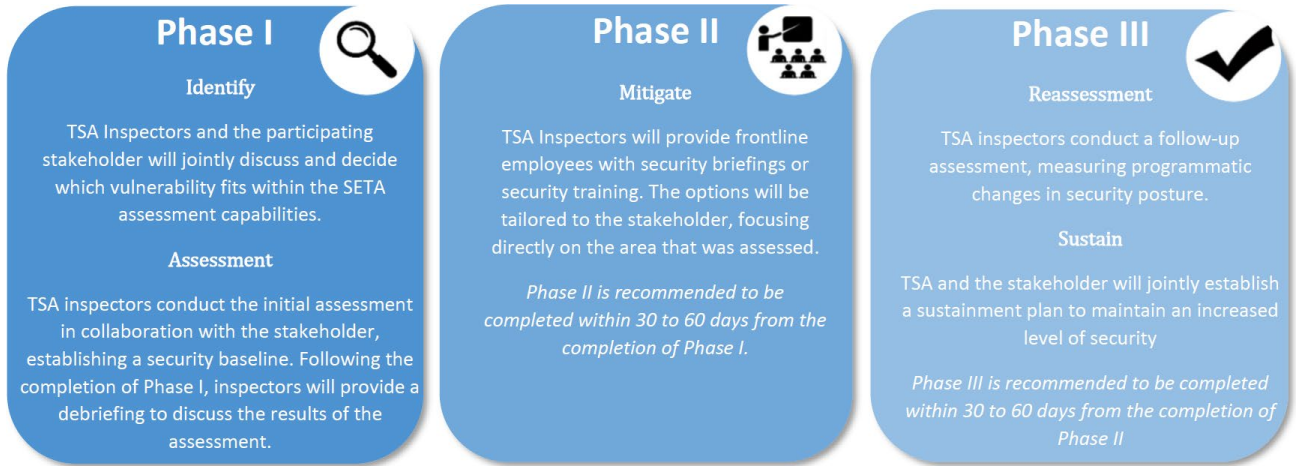 Phase I
Identify
TSA Inspectors and the participating
stakeholder will jointly discuss and decide
which vulnerability fits within the SETA
assessment capabilities.
Assessment
TSA inspectors conduct the initial assessment
in collaboration with the stakeholder,
establishing a security baseline. Following the
completion of Phase I, inspectors will provide a
debriefing to discuss the results of the
assessment.
Phase II
Mitigate
TSA Inspectors will provide frontline
employees with security briefings or
security training. The options will be
tailored to the stakeholder, focusing
directly on the area that was assessed.
Phase II is recommended to be
completed within 30 to 60 days from the
completion of Phase I.
Phase III
Reassessment
TSA inspectors conduct a follow-up
assessment, measuring programmatic
changes in security posture.
Sustain
TSA and the stakeholder will jointly establish
a sustainment plan to maintain an increased
level of security
Phase III is recommended to be completed
within 30 to 60 days from the completion of
Phase II